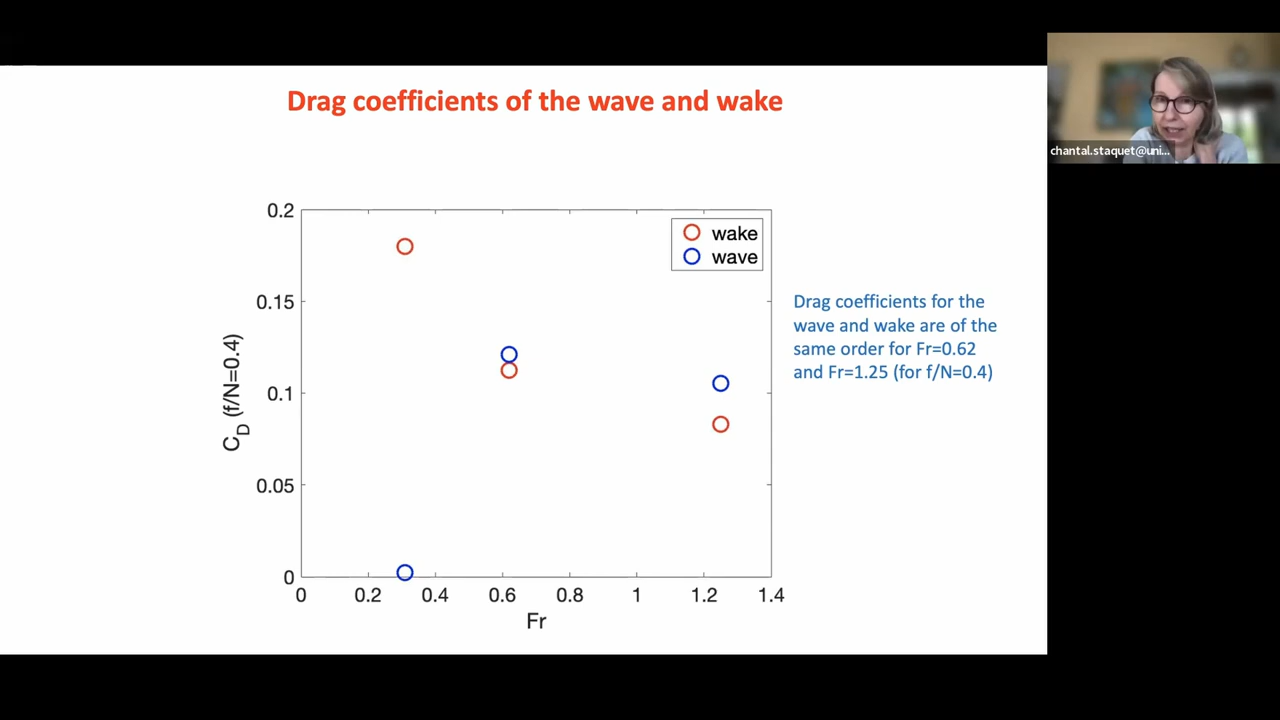 Drag coefficients of the wave and wake
chantal.staquet@uni...
0.2
0.15
0.1
0.05
0
C_D (f/N=0.4)
wake
wave
0
0.2
0.4
0.6
0.8
1
1.2
1.4
Fr
Drag coefficients for the
wave and wake are of the
same order for Fr=0.62
and Fr=1.25 (for f/N=0.4)